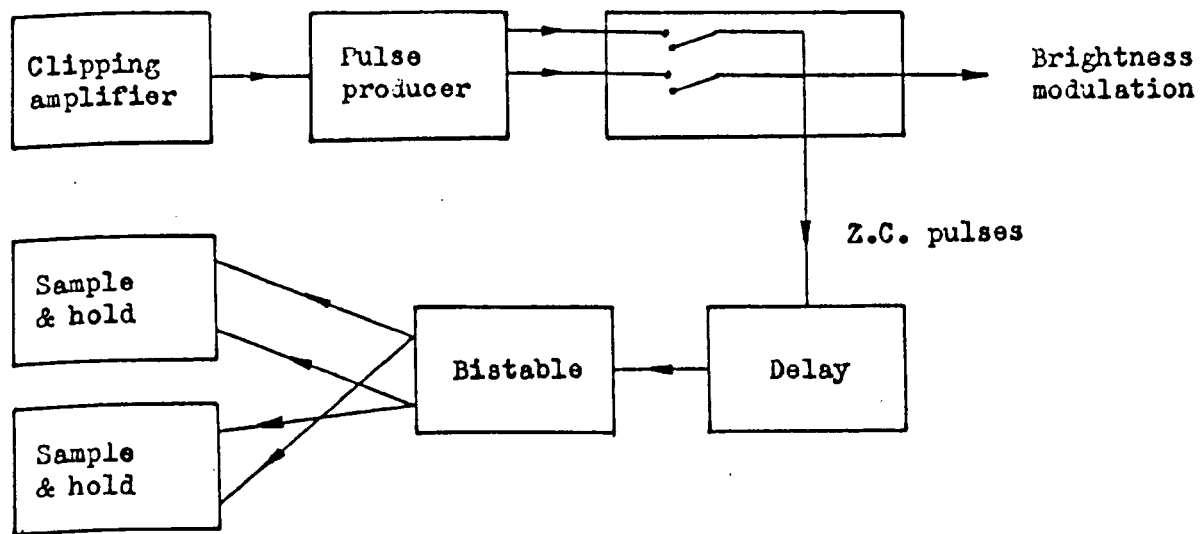 Clipping
amplifier
Pulse
producer
Brightness
modulation
Z.C. pulses
Sample
& hold
Bistable
Delay
Sample
& hold